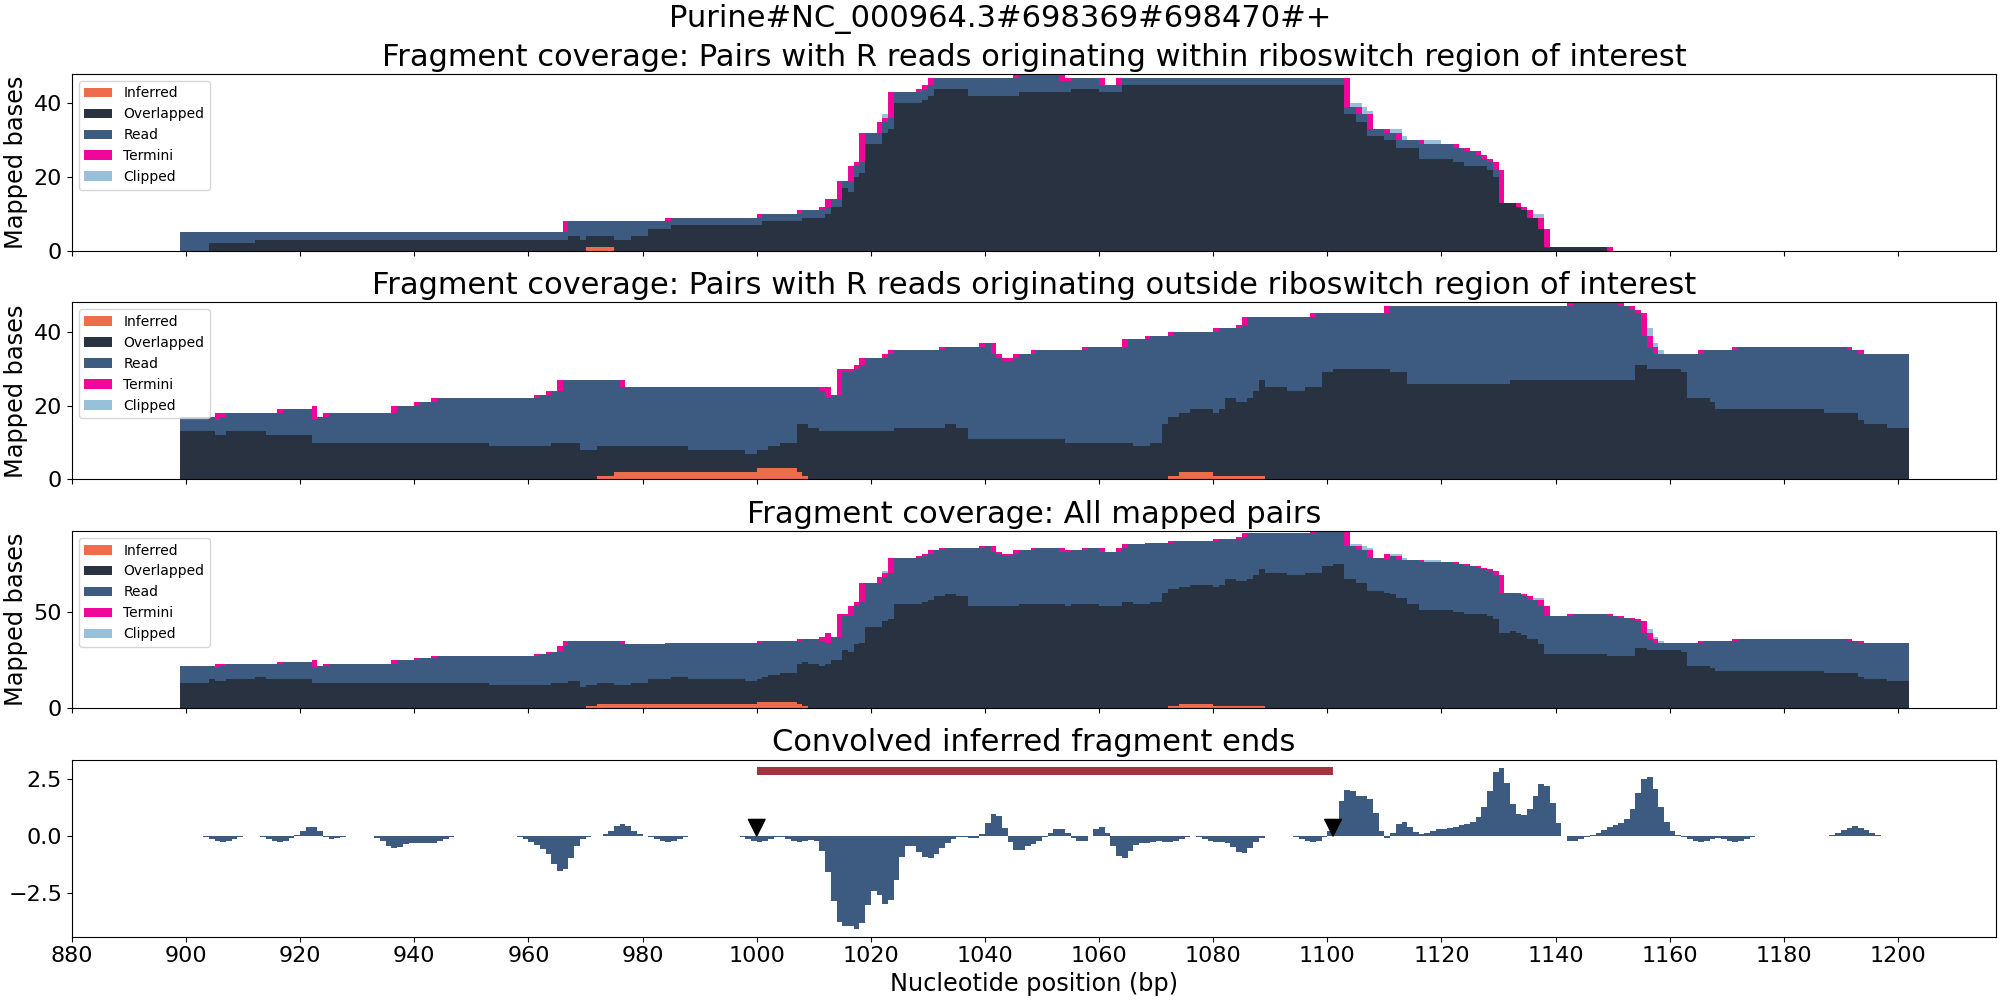 Purine#NC_000964.3#698369#698470#+
Fragment coverage: Pairs with R reads originating within riboswitch region of interest
Mapped bases
40
20
0
Inferred
Overlapped
Read
Termini
Clipped
Fragment coverage: Pairs with R reads originating outside riboswitch region of interest
Mapped bases
40
20
0
Inferred
Overlapped
Read
Termini
Clipped
Fragment coverage: All mapped pairs
Mapped bases
50
0
Inferred
Overlapped
Read
Termini
Clipped
Convolved inferred fragment ends
2.5
0.0
−2.5
880 900 920 940 960 980 1000 1020 1040 1060 1080 1100 1120 1140 1160 1180 1200
Nucleotide position (bp)